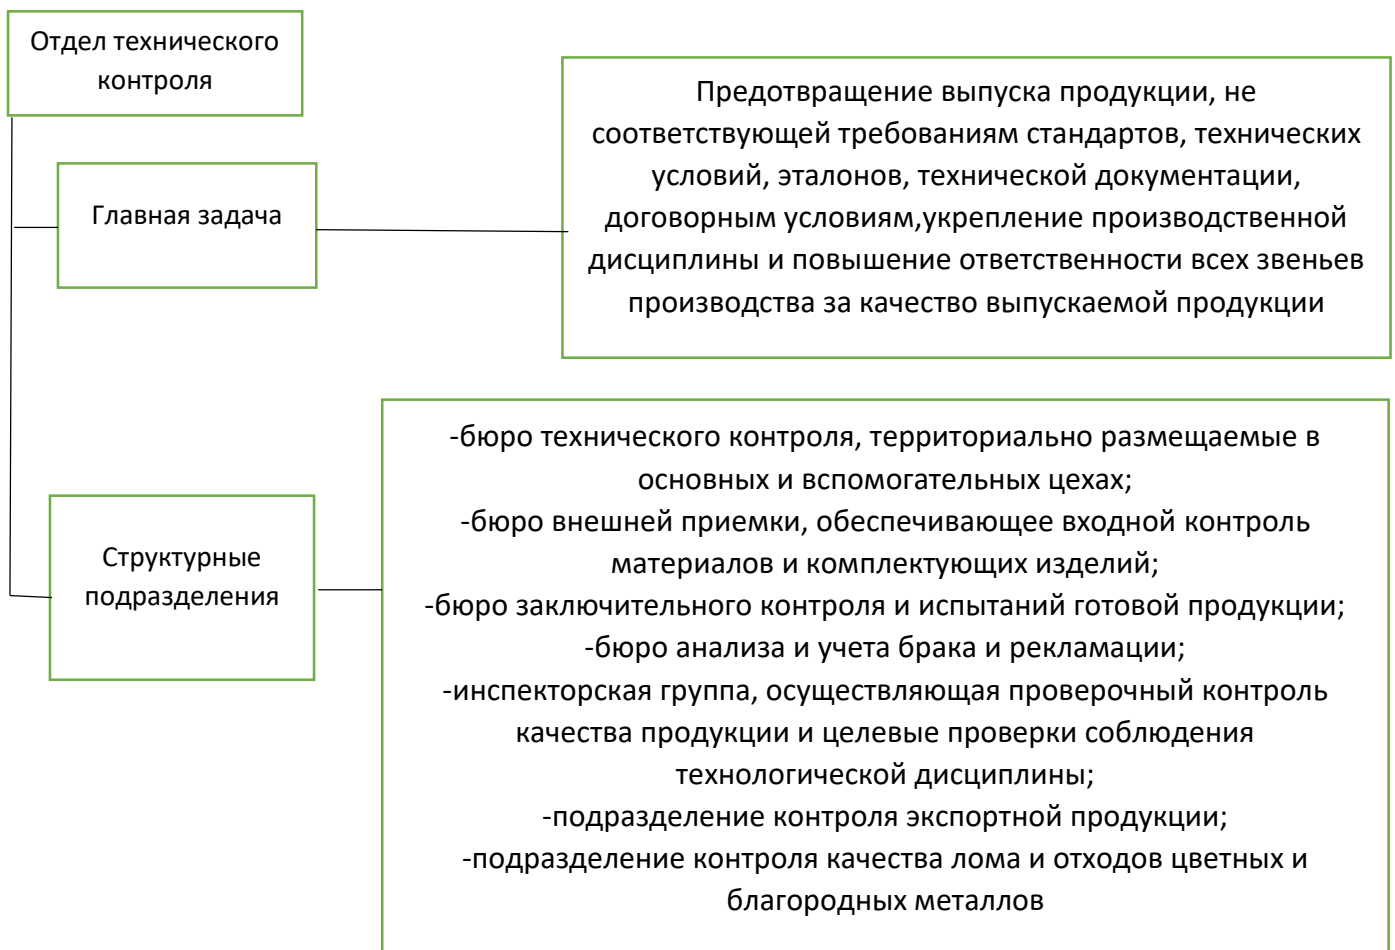 Отдел технического
контроля
Главная задача
Предотвращение выпуска продукции, не
соответствующей требованиям стандартов, технических
условий, эталонов, технической документации,
договорным условиям,укрепление производственной
дисциплины и повышение ответственности всех звеньев
производства за качество выпускаемой продукции
Структурные
подразделения
-бюро технического контроля, территориально размещаемые в
основных и вспомогательных цехах;
-бюро внешней приемки, обеспечивающее входной контроль
материалов и комплектующих изделий;
-бюро заключительного контроля и испытаний готовой продукции;
-бюро анализа и учета брака и рекламации;
-инспекторская группа, осуществляющая проверочный контроль
качества продукции и целевые проверки соблюдения
технологической дисциплины;
-подразделение контроля экспортной продукции;
-подразделение контроля качества лома и отходов цветных и
благородных металлов